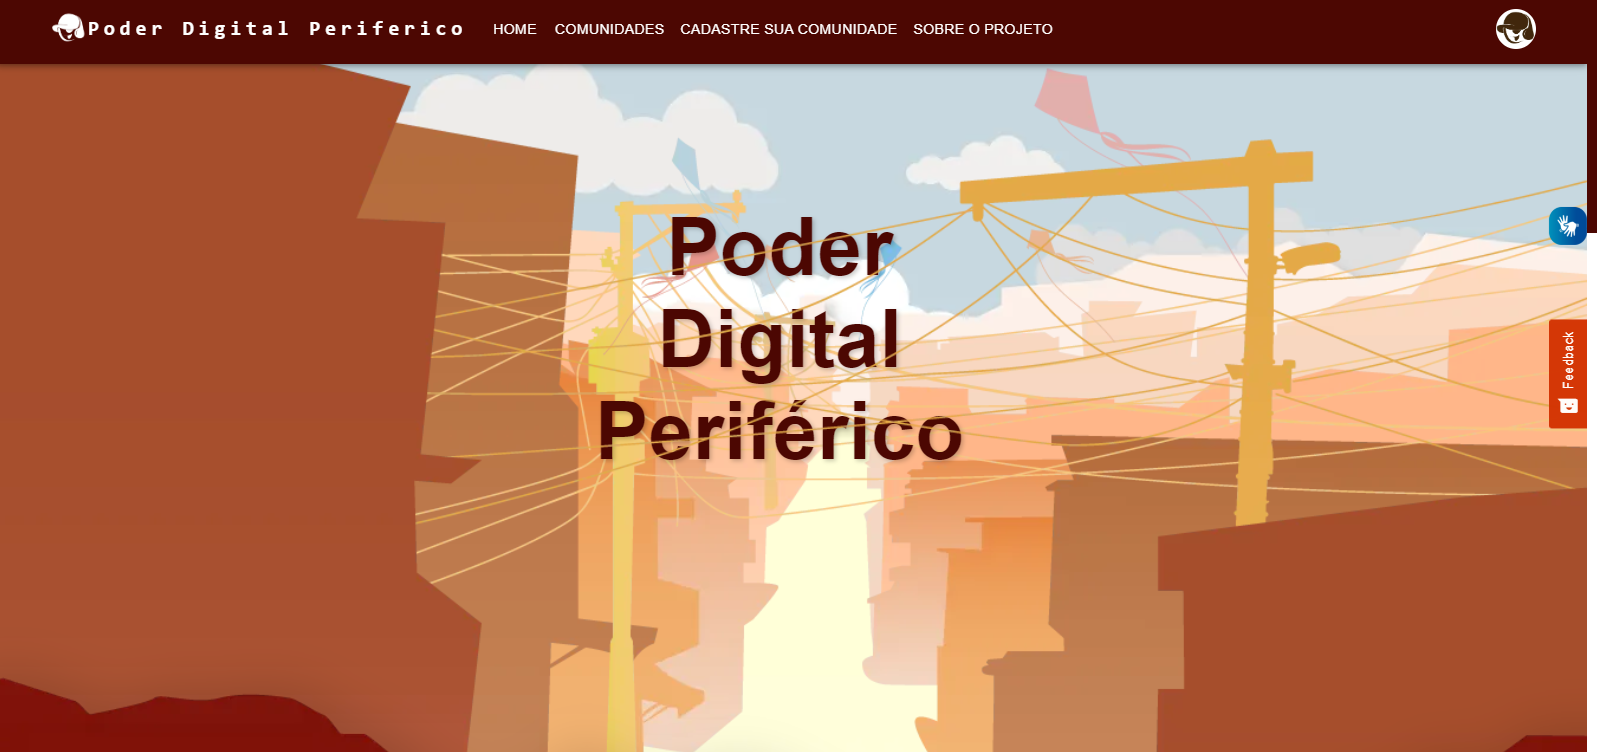 Poder Digital Periferico HOME COMUNIDADES CADASTRE SUA COMUNIDADE SOBRE O PROJETO
Poder
Digital
Periférico
Feedback